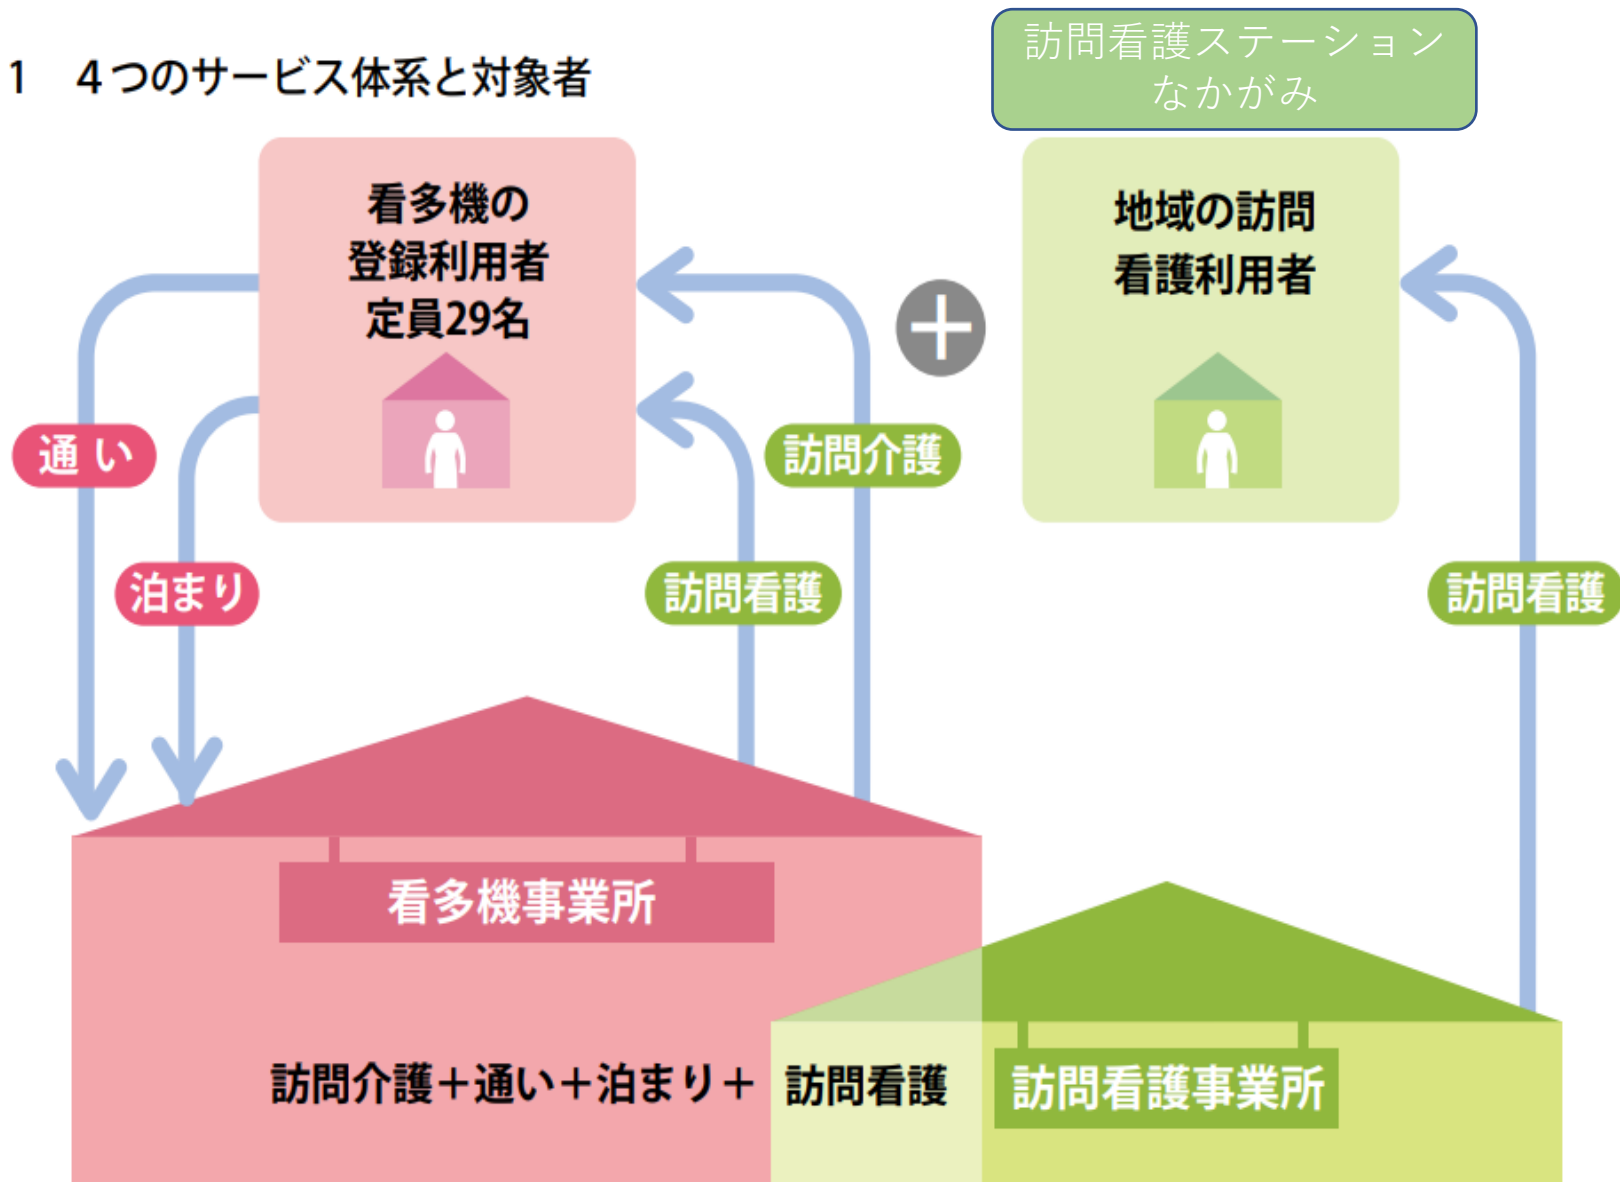 1　4つのサービス体系と対象者
訪問看護ステーション
なかがみ
看多機の
登録利用者
定員29名
地域の訪問
看護利用者
＋
通い
訪問介護
泊まり
訪問看護
訪問看護
看多機事業所
訪問介護＋通い＋泊まり＋
訪問看護
訪問看護事業所